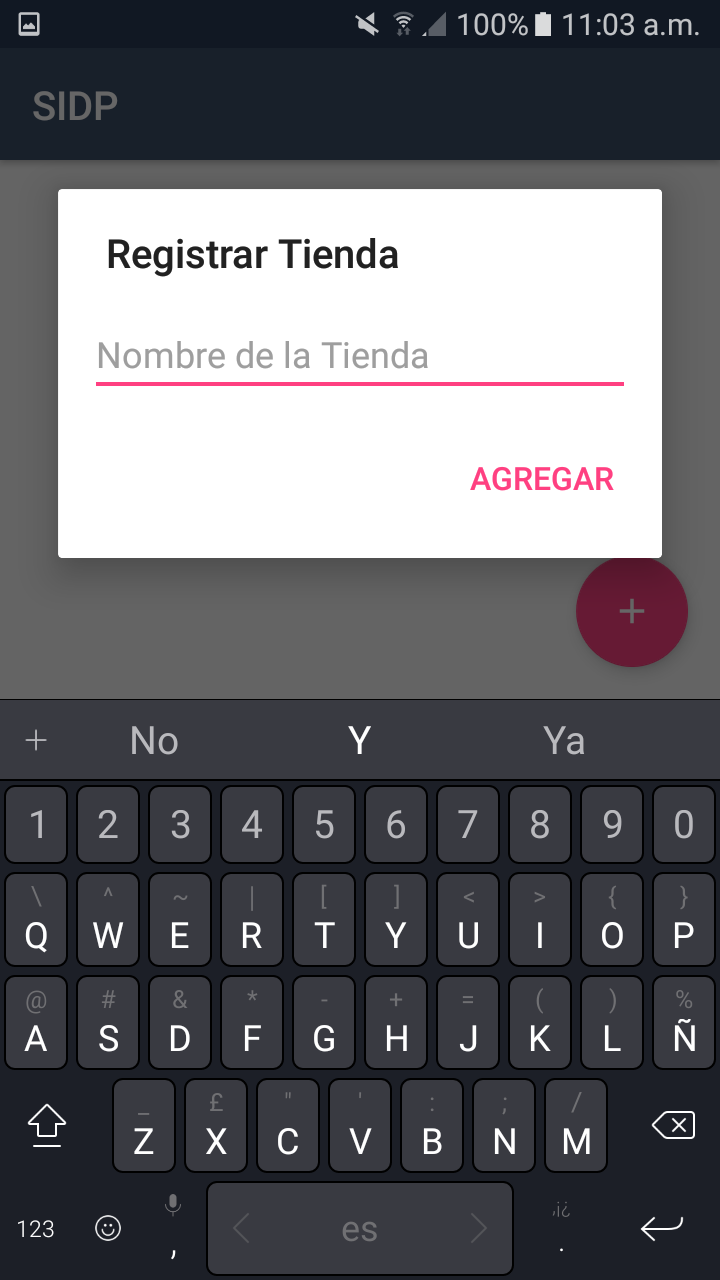 100% 11:03 a.m.
SIDP
Registrar Tienda
Nombre de la Tienda
AGREGAR
+
+ No Y Ya
1 2 3 4 5 6 7 8 9 0
\ ^ ~ | [ ] < > { }
Q W E R T Y U I O P
@ # & * - + = ( ) %
A S D F G H J K L Ñ
_ £ " ' : ; /
Z X C V B N M
123 , es ,¡¿ .